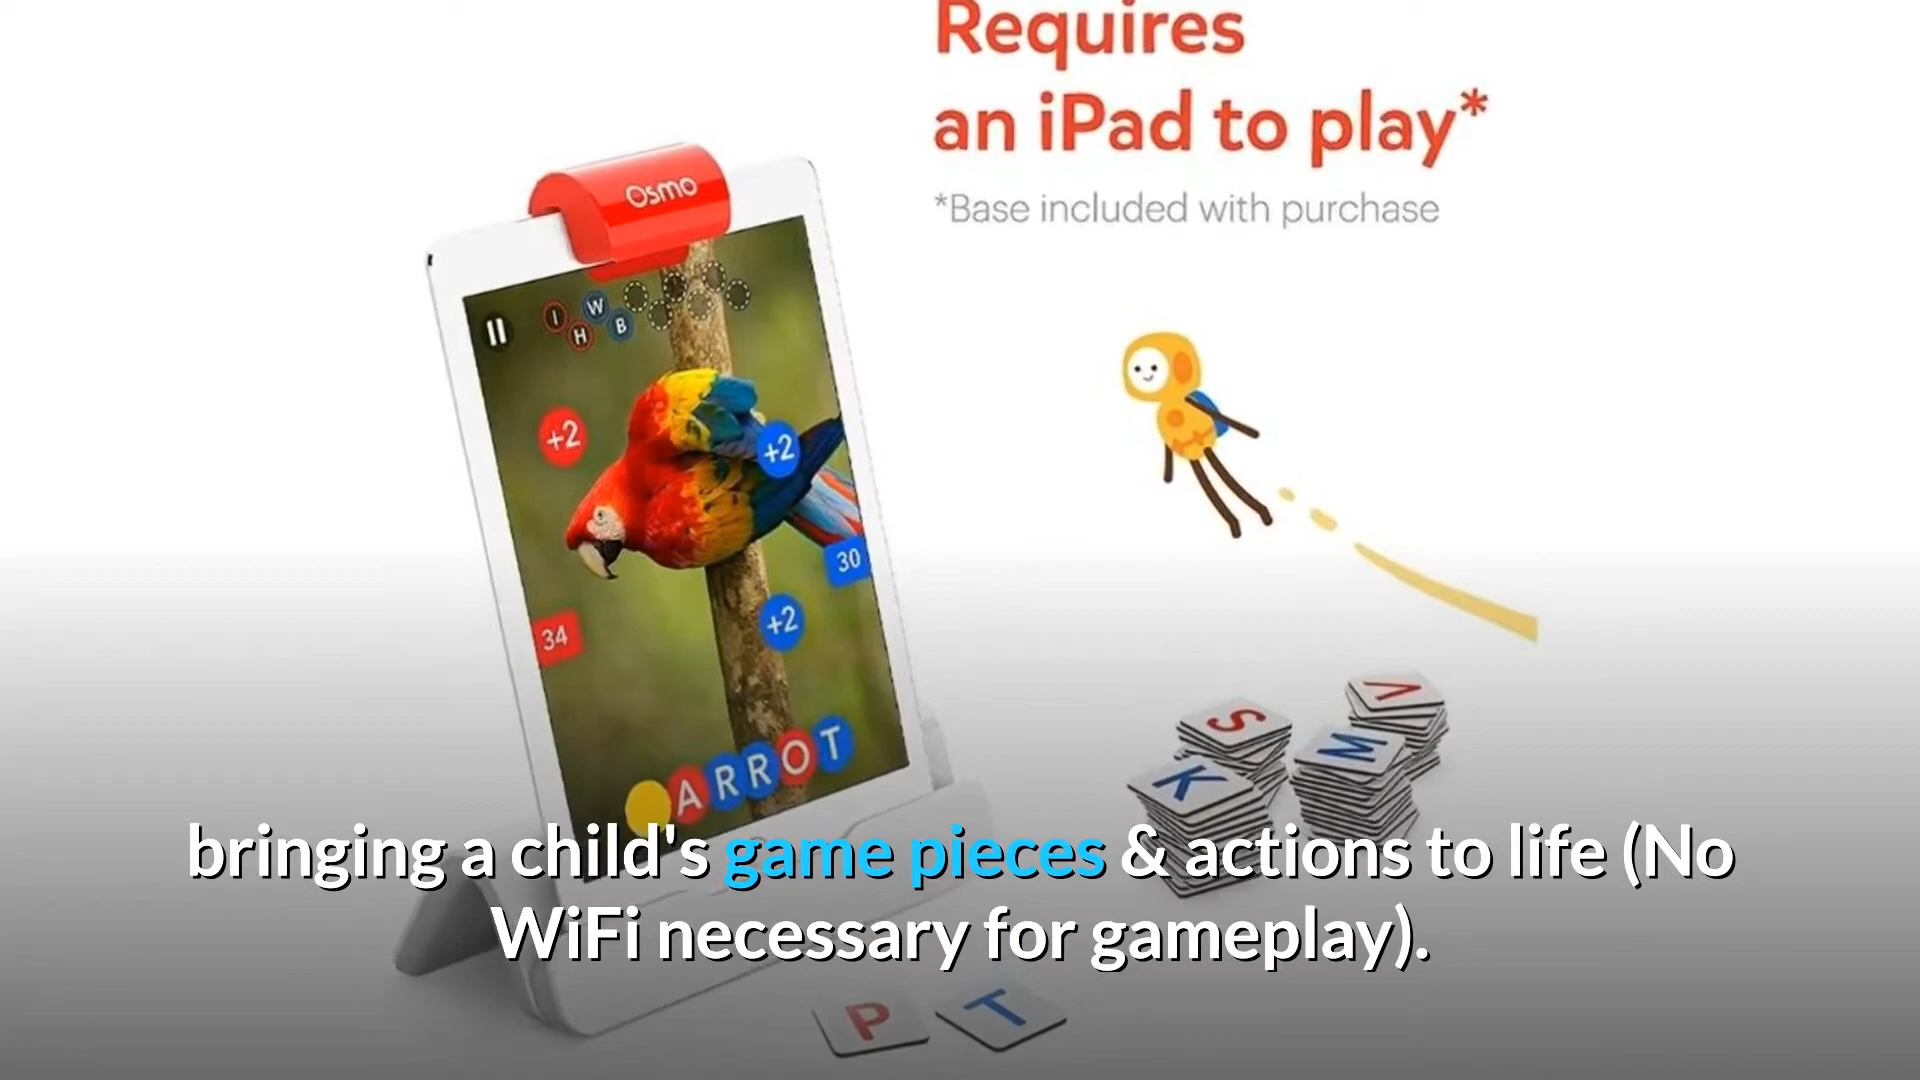 Requires
an iPad to play*
*Base included with purchase
Osmo
I W
H B
+2
+2
30
+2
34
ARROT
S
V
M
K
bringing a child's game pieces & actions to life (No
WiFi necessary for gameplay).
P T